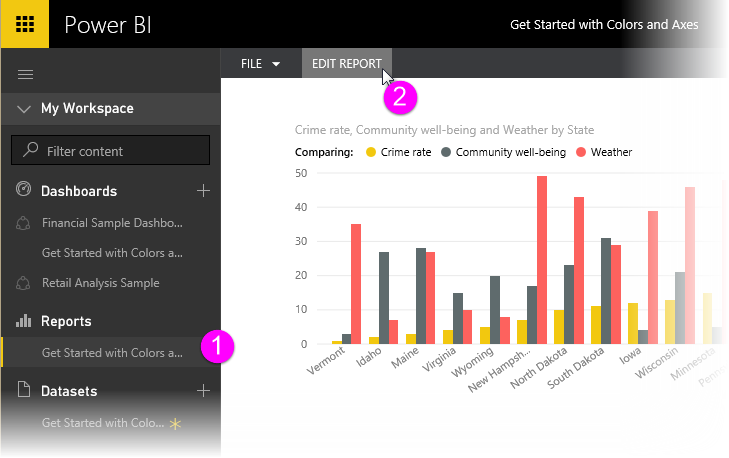 Power BI
Get Started with Colors and Axes
FILE
EDIT REPORT
2
My Workspace
Filter content
Dashboards
Financial Sample Dashbo...
Get Started with Colors a...
Retail Analysis Sample
Reports
Get Started with Colors a...
1
Datasets
Get Started with Colo...
Crime rate, Community well-being and Weather by State
Comparing: Crime rate Community well-being Weather
50
40
30
20
10
0
Vermont
Idaho
Maine
Virginia
Wyoming
New Hampsh...
North Dakota
South Dakota
Iowa
Wisconsin
Minnesota